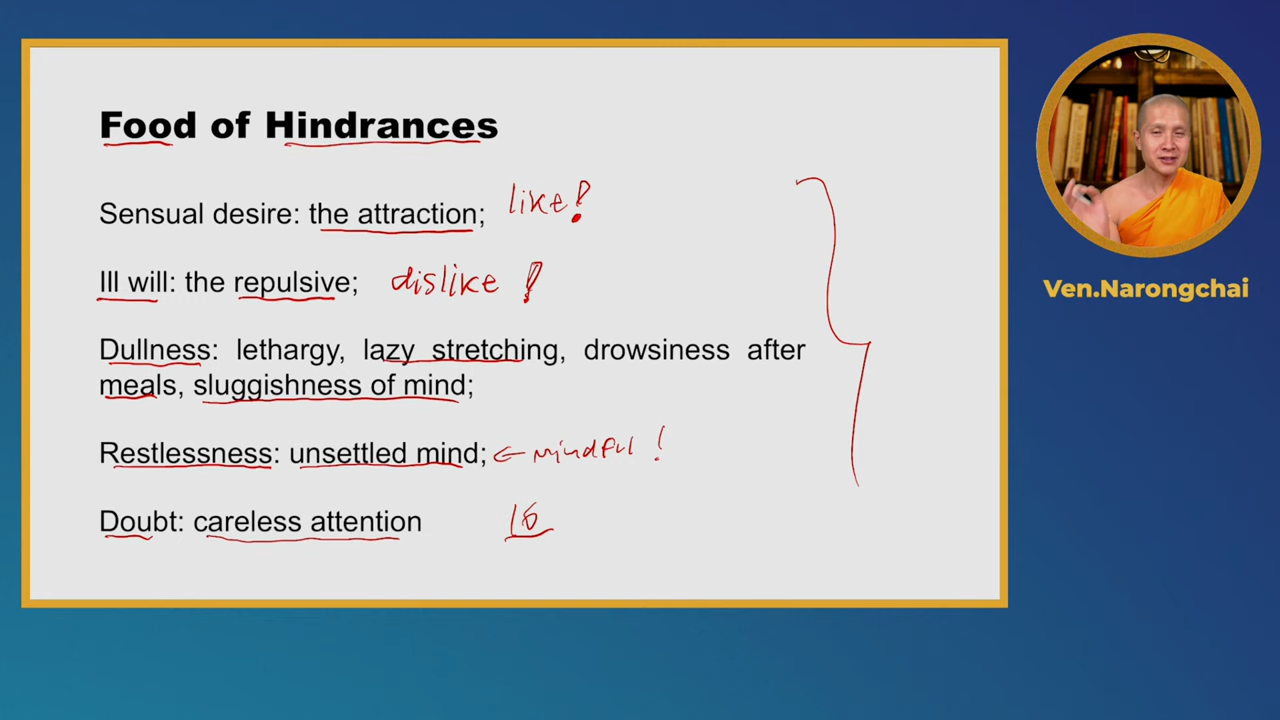 Food of Hindrances
Sensual desire: the attraction; like!
Ill will: the repulsive; dislike !
Dullness: lethargy, lazy stretching, drowsiness after
meals, sluggishness of mind;
Restlessness: unsettled mind; ← mindful !
Doubt: careless attention 16
Ven.Narongchai